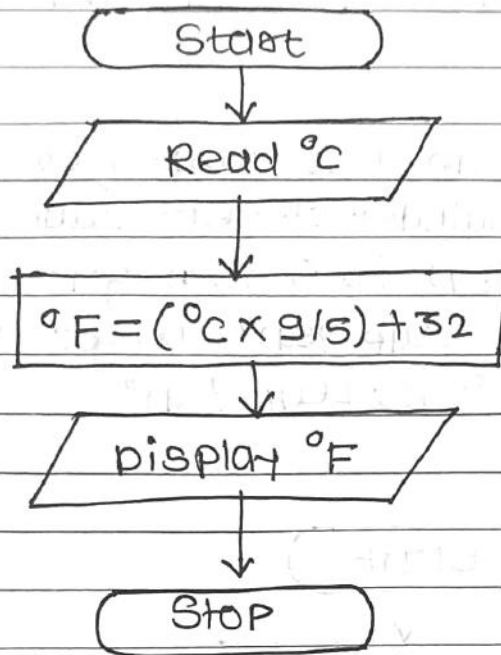 Start
Read °C
°F = (°C × 9/5) + 32
Display °F
Stop